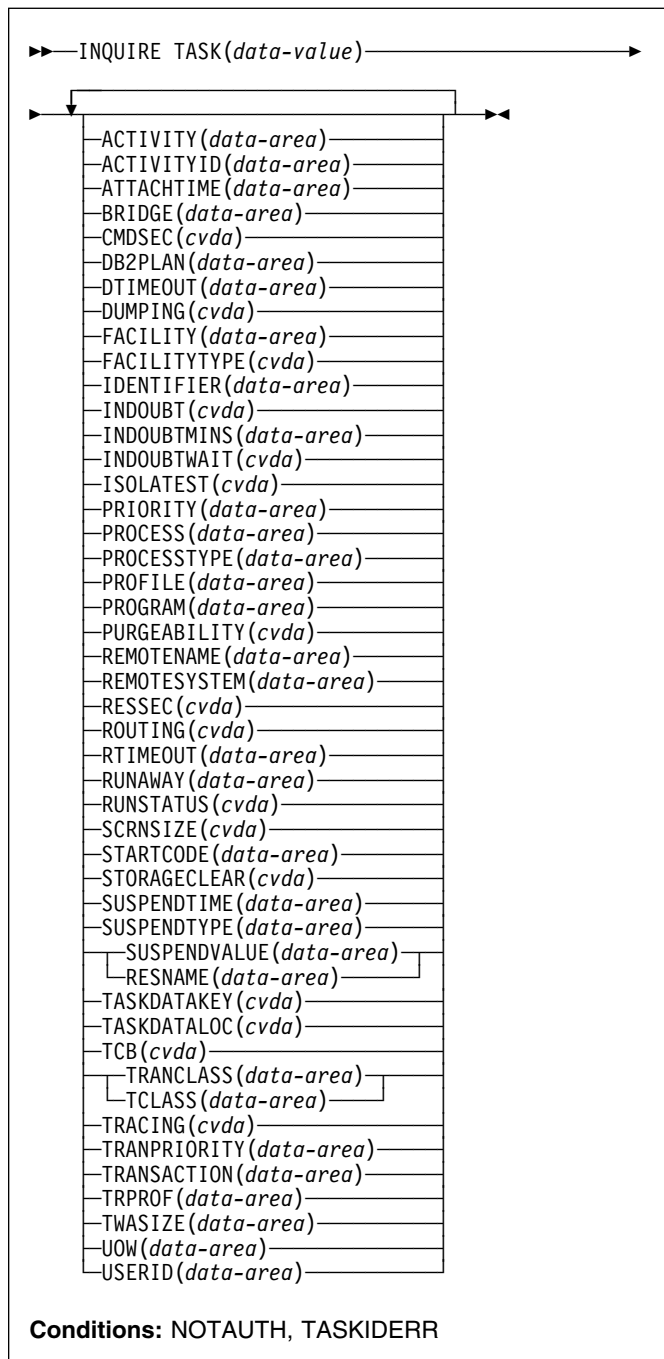 INQUIRE TASK(data-value)
ACTIVITY(data-area)
ACTIVITYID(data-area)
ATTACHTIME(data-area)
BRIDGE(data-area)
CMDSEC(cvda)
DB2PLAN(data-area)
DTIMEOUT(data-area)
DUMPING(cvda)
FACILITY(data-area)
FACILITYTYPE(cvda)
IDENTIFIER(data-area)
INDOUBT(cvda)
INDOUBTMINS(data-area)
INDOUBTWAIT(cvda)
ISOLATEST(cvda)
PRIORITY(data-area)
PROCESS(data-area)
PROCESSTYPE(data-area)
PROFILE(data-area)
PROGRAM(data-area)
PURGEABILITY(cvda)
REMOTENAME(data-area)
REMOTESYSTEM(data-area)
RESSEC(cvda)
ROUTING(cvda)
RTIMEOUT(data-area)
RUNAWAY(data-area)
RUNSTATUS(cvda)
SCRNSIZE(cvda)
STARTCODE(data-area)
STORAGECLEAR(cvda)
SUSPENDTIME(data-area)
SUSPENDTYPE(data-area)
SUSPENDVALUE(data-area)
RESNAME(data-area)
TASKDATAKEY(cvda)
TASKDATALOC(cvda)
TCB(cvda)
TRANCLASS(data-area)
TCLASS(data-area)
TRACING(cvda)
TRANPRIORITY(data-area)
TRANSACTION(data-area)
TRPROF(data-area)
TWASIZE(data-area)
UOW(data-area)
USERID(data-area)
Conditions: NOTAUTH, TASKIDERR